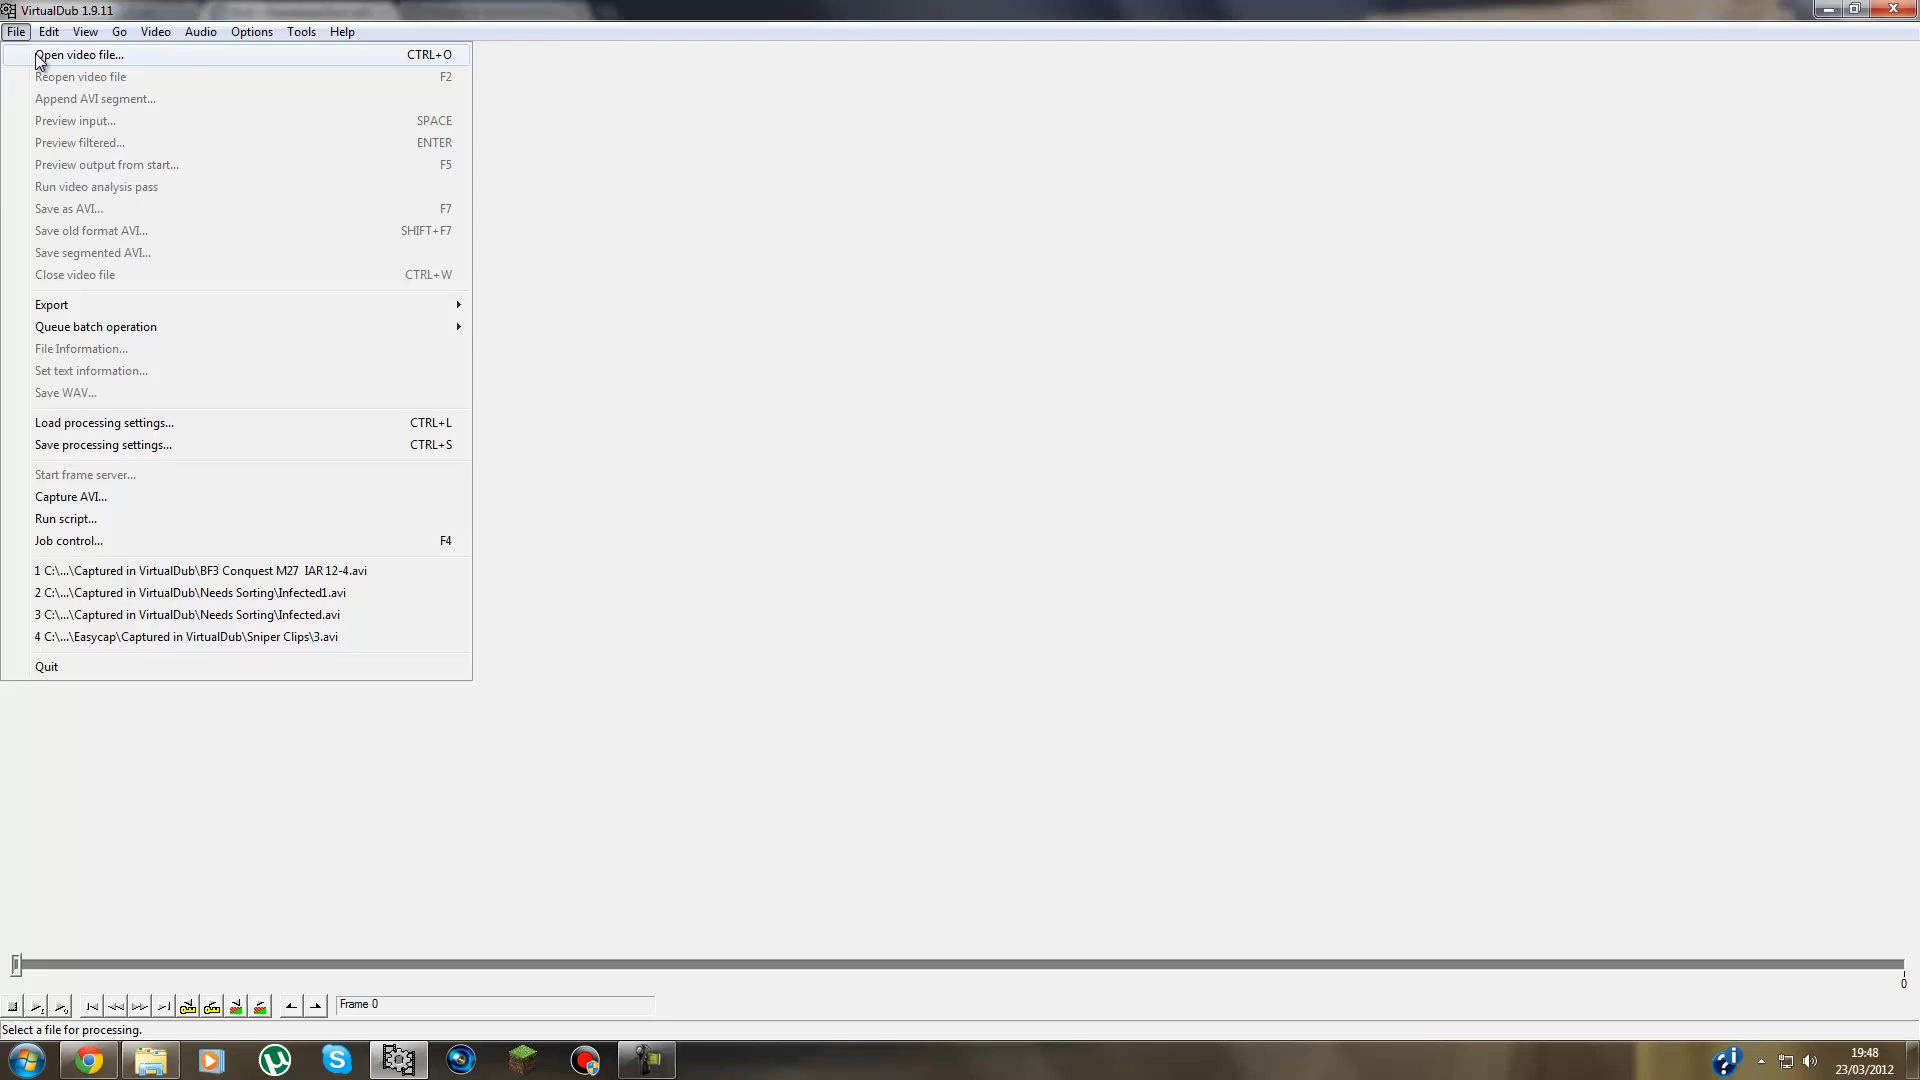 VirtualDub 1.9.11
File Edit View Go Video Audio Options Tools Help
Open video file... CTRL+O
Reopen video file F2
Append AVI segment...
Preview input... SPACE
Preview filtered... ENTER
Preview output from start... F5
Run video analysis pass
Save as AVI... F7
Save old format AVI... SHIFT+F7
Save segmented AVI...
Close video file CTRL+W
Export
Queue batch operation
File Information...
Set text information...
Save WAV...
Load processing settings... CTRL+L
Save processing settings... CTRL+S
Start frame server...
Capture AVI...
Run script...
Job control... F4
1 C:\...\Captured in VirtualDub\BF3 Conquest M27 IAR 12-4.avi
2 C:\...\Captured in VirtualDub\Needs Sorting\Infected1.avi
3 C:\...\Captured in VirtualDub\Needs Sorting\Infected.avi
4 C:\...\Easycap\Captured in VirtualDub\Sniper Clips\3.avi
Quit
0
Frame 0
Select a file for processing.
19:48
23/03/2012